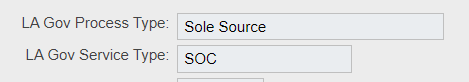 LA Gov Process Type: Sole Source
LA Gov Service Type: SOC